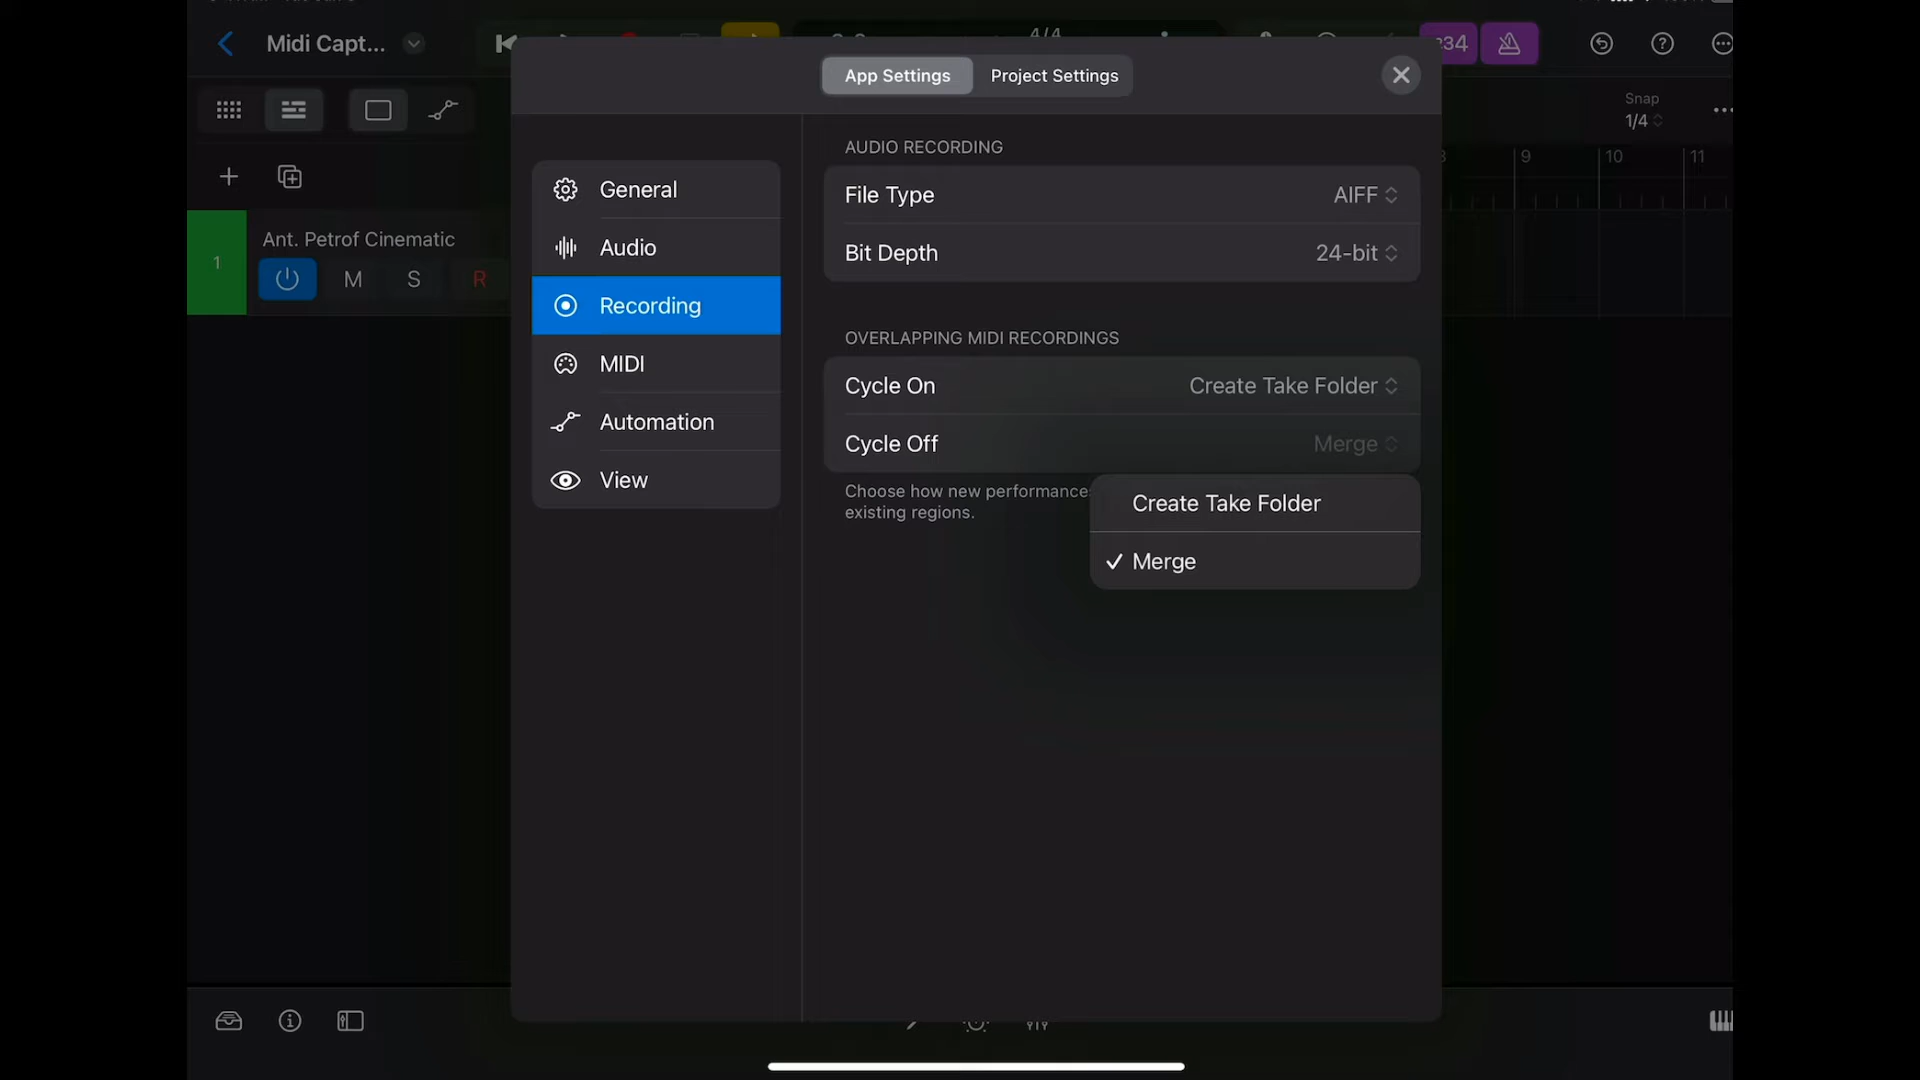 Midi Capt...
4/4
34
App Settings
Project Settings
Snap
1/4
9
10
11
AUDIO RECORDING
General
File Type
AIFF
Audio
Bit Depth
24-bit
Recording
Ant. Petrof Cinematic
1
M
S
R
OVERLAPPING MIDI RECORDINGS
MIDI
Cycle On
Create Take Folder
Automation
Cycle Off
Merge
View
Choose how new performances
existing regions.
Create Take Folder
Merge